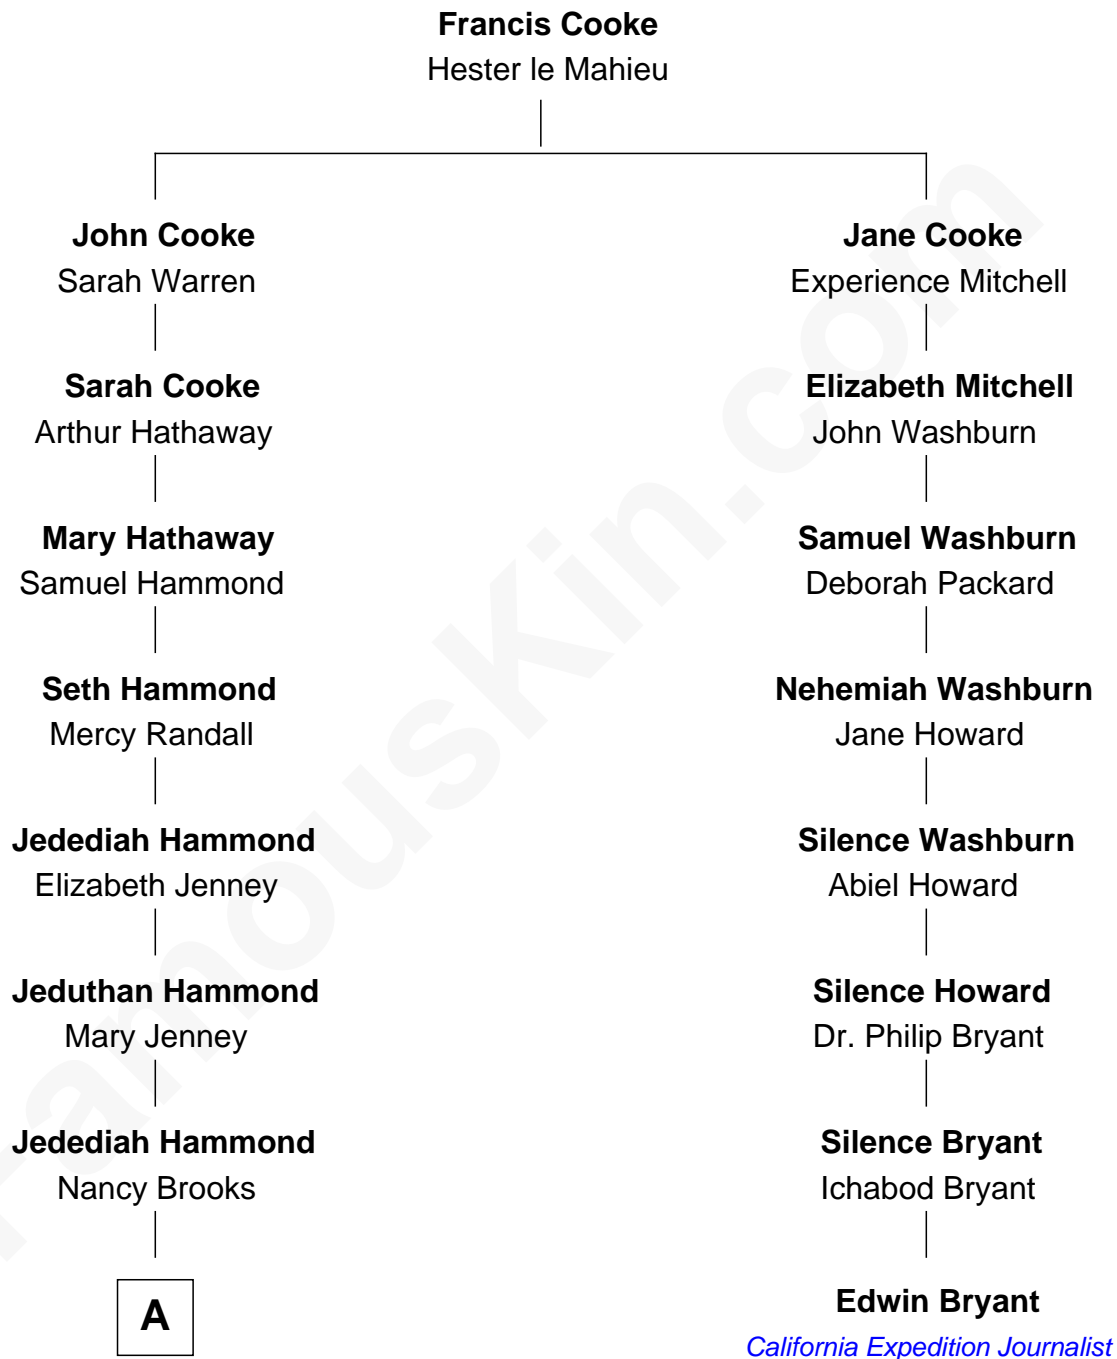 Francis Cooke
Hester le Mahieu
John Cooke
Sarah Warren
Jane Cooke
Experience Mitchell
Sarah Cooke
Arthur Hathaway
Elizabeth Mitchell
John Washburn
Mary Hathaway
Samuel Hammond
Samuel Washburn
Deborah Packard
Seth Hammond
Mercy Randall
Nehemiah Washburn
Jane Howard
Jedediah Hammond
Elizabeth Jenney
Silence Washburn
Abiel Howard
Jeduthan Hammond
Mary Jenney
Silence Howard
Dr. Philip Bryant
Jedediah Hammond
Nancy Brooks
Silence Bryant
Ichabod Bryant
A
Edwin Bryant
California Expedition Journalist
FamousKin.com